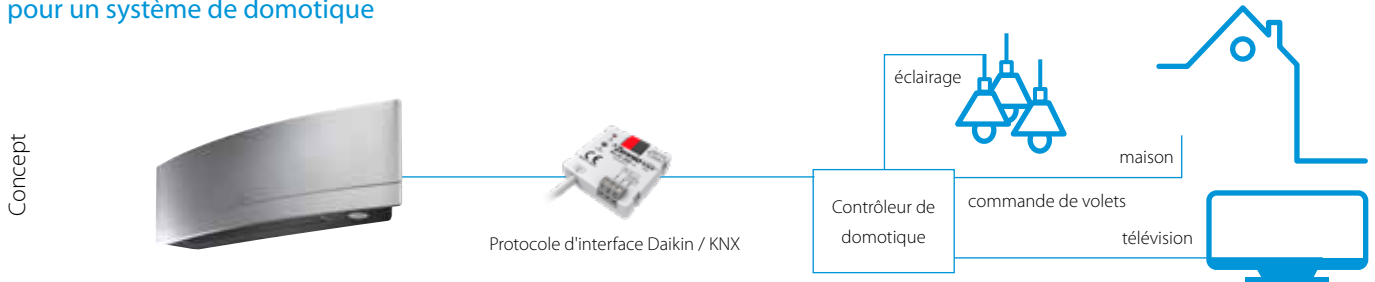 pour un système de domotique
Concept
éclairage
maison
Contrôleur de
domotique
commande de volets
télévision
Protocole d'interface Daikin / KNX
CE